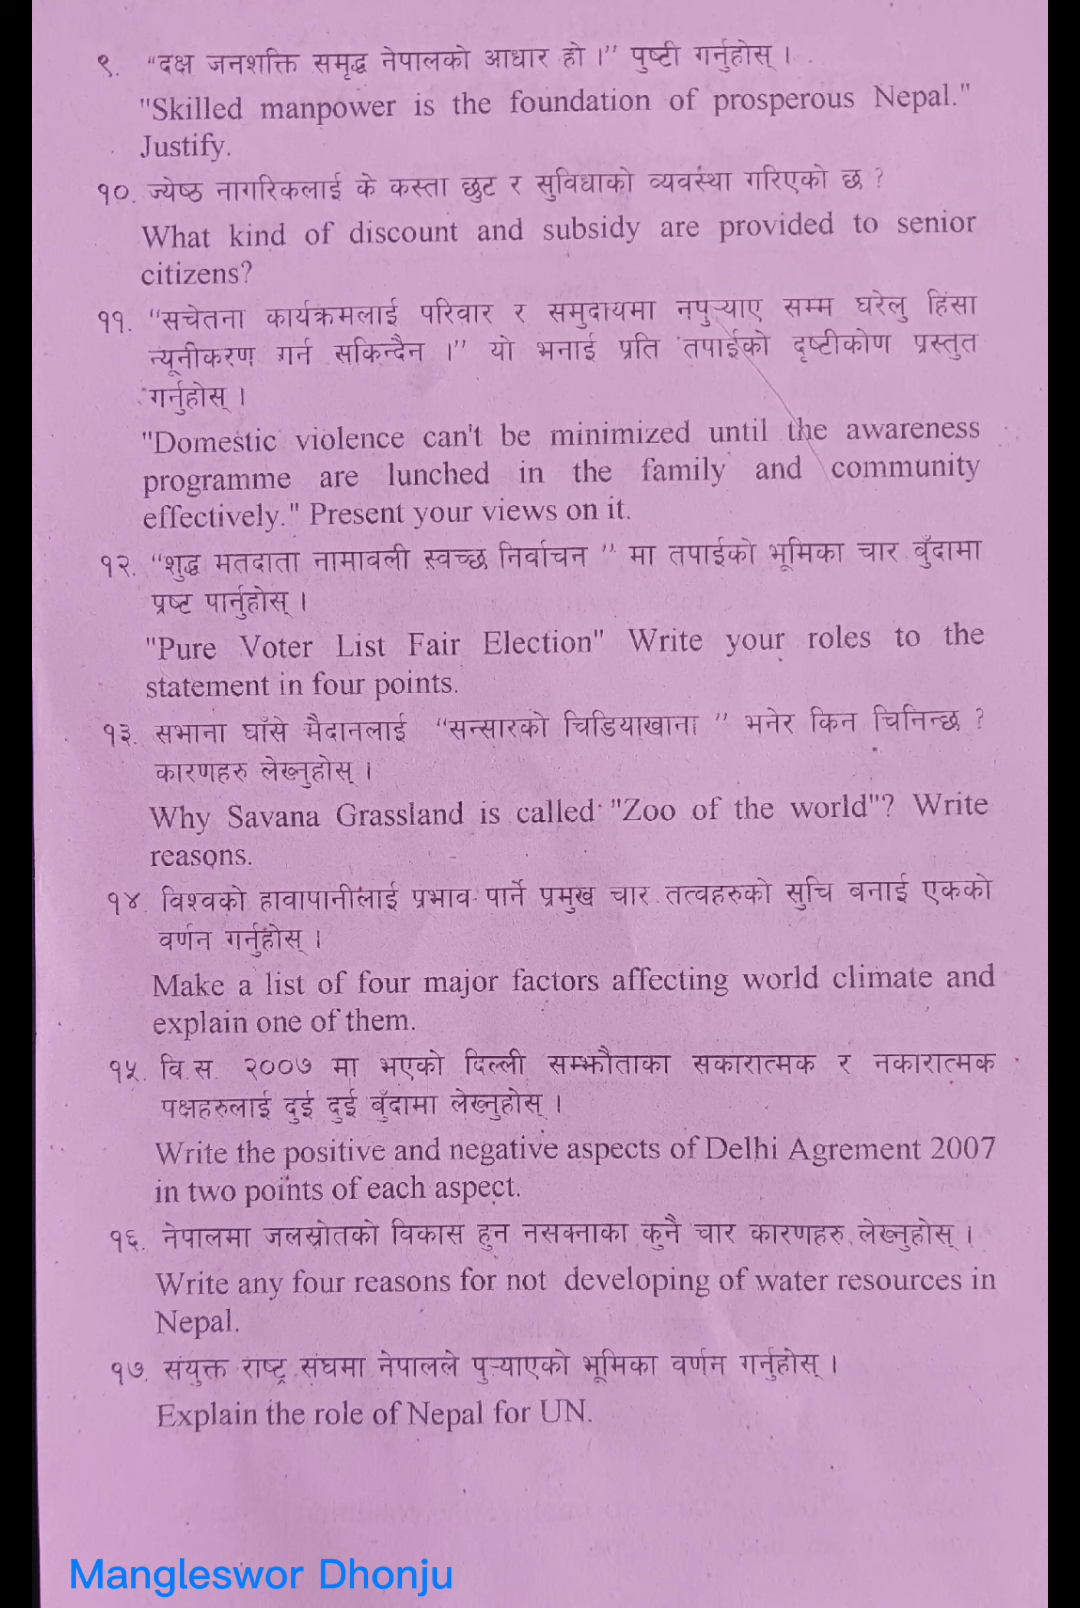 ९. “दक्ष जनशक्ति समृद्ध नेपालको आधार हो ।” पुष्टी गर्नुहोस् ।
"Skilled manpower is the foundation of prosperous Nepal."
Justify.
१०. ज्येष्ठ नागरिकलाई के कस्ता छुट र सुविधाको व्यवस्था गरिएको छ ?
What kind of discount and subsidy are provided to senior
citizens?
११. “सचेतना कार्यक्रमलाई परिवार र समुदायमा नपुऱ्याए सम्म घरेलु हिंसा
न्यूनीकरण गर्न सकिन्दैन ।” यो भनाई प्रति तपाईको दृष्टीकोण प्रस्तुत
गर्नुहोस् ।
"Domestic violence can't be minimized until the awareness
programme are lunched in the family and community
effectively." Present your views on it.
१२. “शुद्ध मतदाता नामावली स्वच्छ निर्वाचन ” मा तपाईको भूमिका चार बुँदामा
प्रष्ट पार्नुहोस् ।
"Pure Voter List Fair Election" Write your roles to the
statement in four points.
१३. सभाना घाँसे मैदानलाई “सन्सारको चिडियाखाना ” भनेर किन चिनिन्छ ?
कारणहरु लेख्नुहोस् ।
Why Savana Grassland is called "Zoo of the world"? Write
reasons.
१४. विश्वको हावापानीलाई प्रभाव पार्ने प्रमुख चार तत्वहरुको सुचि बनाई एकको
वर्णन गर्नुहोस् ।
Make a list of four major factors affecting world climate and
explain one of them.
१५. वि.स. २००७ मा भएको दिल्ली सम्झौताका सकारात्मक र नकारात्मक
पक्षहरुलाई दुई दुई बुँदामा लेख्नुहोस् ।
Write the positive and negative aspects of Delhi Agrement 2007
in two points of each aspect.
१६. नेपालमा जलस्रोतको विकास हुन नसक्नाका कुनै चार कारणहरु लेख्नुहोस् ।
Write any four reasons for not developing of water resources in
Nepal.
१७. संयुक्त राष्ट्र संघमा नेपालले पुऱ्याएको भूमिका वर्णन गर्नुहोस् ।
Explain the role of Nepal for UN.
Mangleswor Dhonju